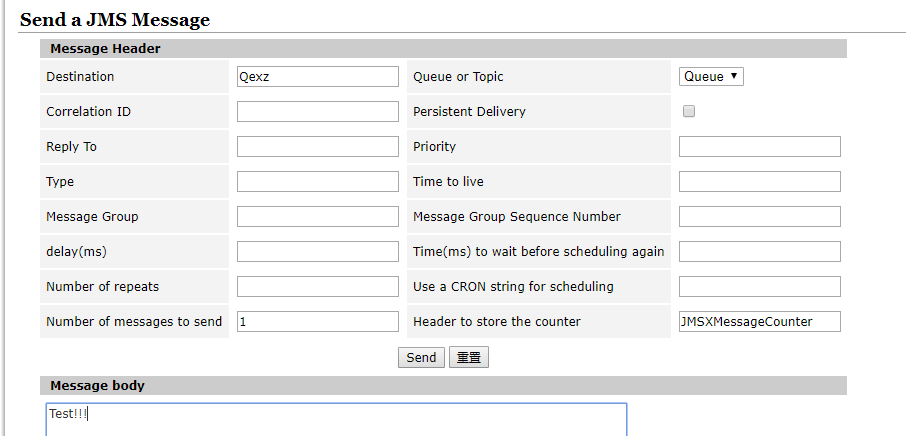 Send a JMS Message
Message Header
Destination Qexz Queue or Topic Queue
Correlation ID Persistent Delivery
Reply To Priority
Type Time to live
Message Group Message Group Sequence Number
delay(ms) Time(ms) to wait before scheduling again
Number of repeats Use a CRON string for scheduling
Number of messages to send 1 Header to store the counter JMSXMessageCounter
Send 重置
Message body
Test!!!